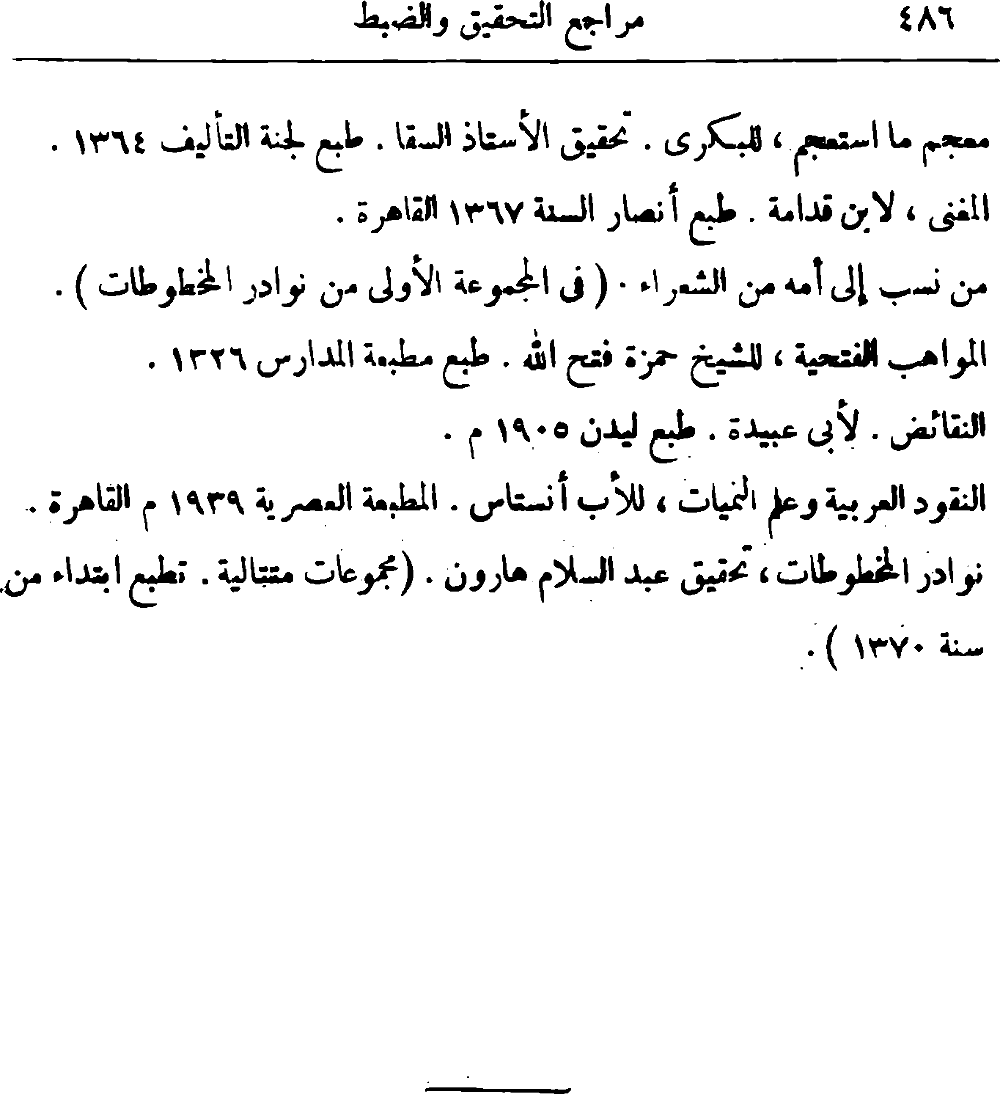 ٤٨٦ مراجع التحقيق والضبط
معجم ما استعجم ، للبكرى . تحقيق الأستاذ السقا . طبع لجنة التأليف ١٣٦٤ .
المغنى ، لابن قدامة . طبع أنصار السنة ١٣٦٧ القاهرة .
من نسب إلى أمه من الشعراء . ( فى المجموعة الأولى من نوادر المخطوطات ) .
المواهب الفتحية ، للشيخ حمزة فتح الله . طبع مطبعة المدارس ١٣٢٦ .
النقائض . لأبى عبيدة . طبع ليدن ١٩٠٥ م .
النقود العربية وعلم النميات ، للأب أنستاس . المطبعة العصرية ١٩٣٩ م القاهرة .
نوادر المخطوطات ، تحقيق عبد السلام هارون . ( مجموعات متتالية . تطبع ابتداء من
سنة ١٣٧٠ ) .